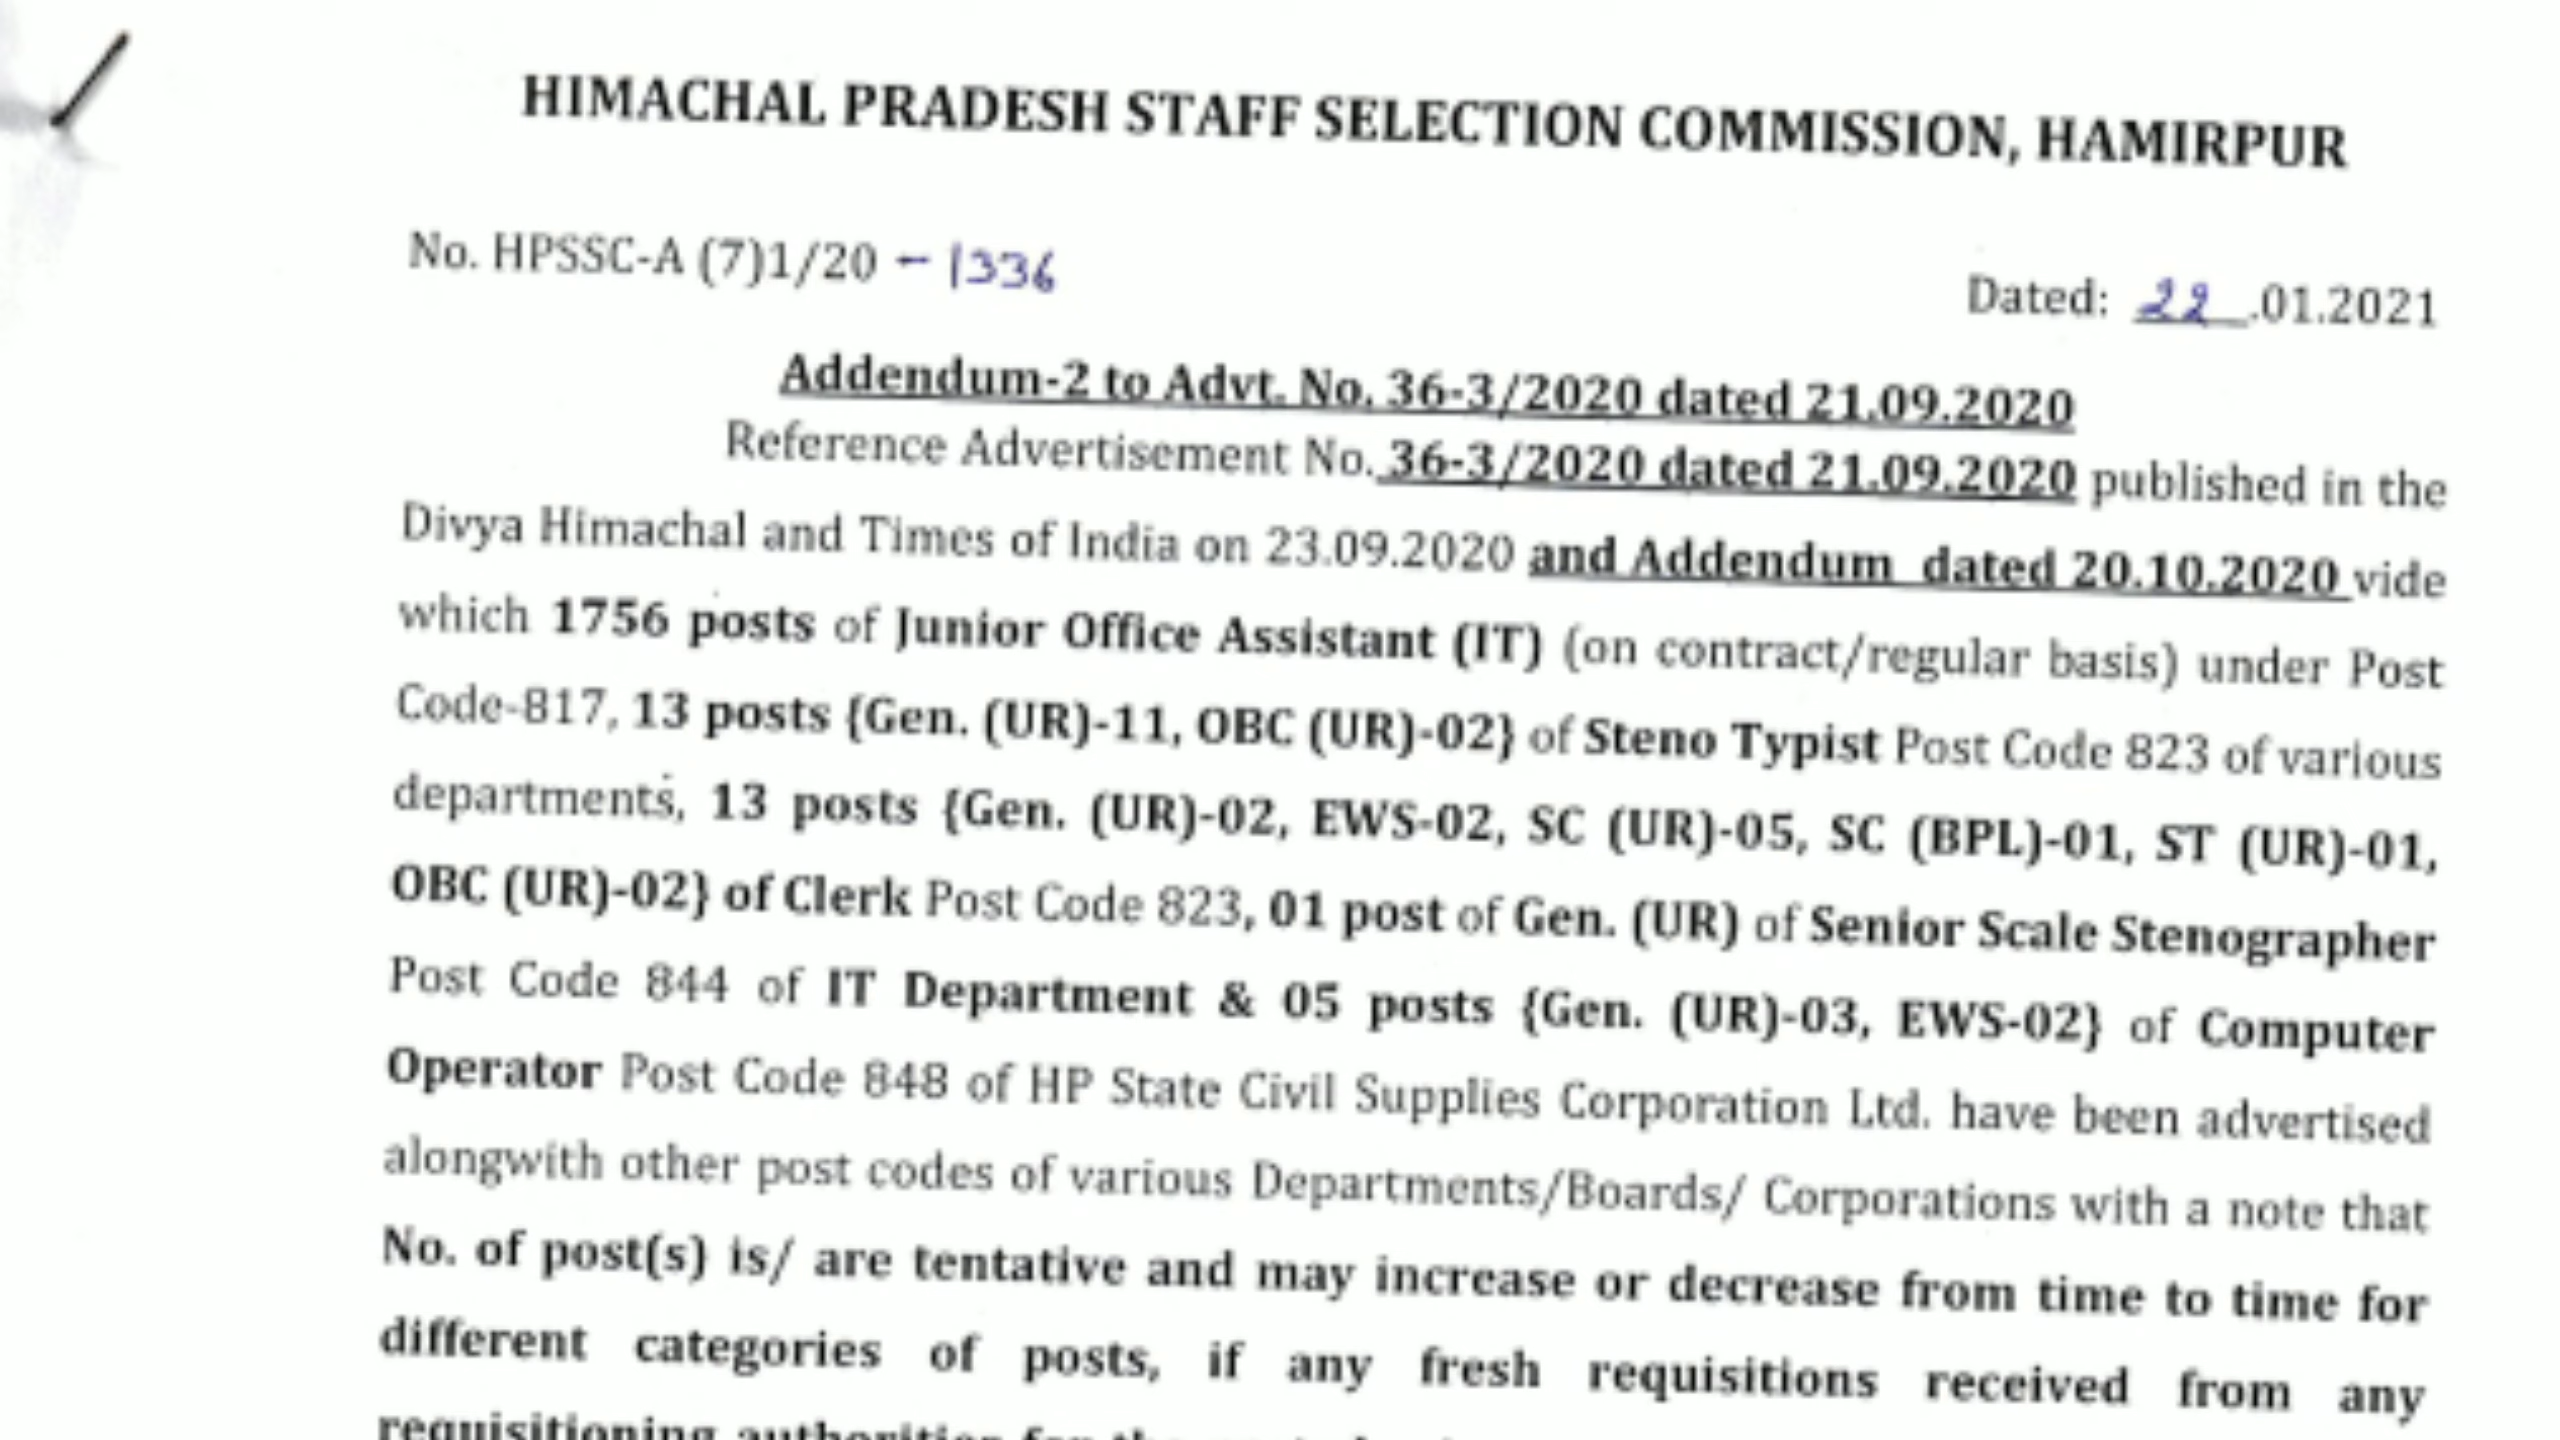 HIMACHAL PRADESH STAFF SELECTION COMMISSION, HAMIRPUR
No. HPSSC-A (7)1/20 - 1336
Dated: 22 .01.2021
Addendum-2 to Advt. No. 36-3/2020 dated 21.09.2020
Reference Advertisement No. 36-3/2020 dated 21.09.2020 published in the
Divya Himachal and Times of India on 23.09.2020 and Addendum dated 20.10.2020 vide
which 1756 posts of Junior Office Assistant (IT) (on contract/regular basis) under Post
Code-817, 13 posts {Gen. (UR)-11, OBC (UR)-02} of Steno Typist Post Code 823 of various
departments, 13 posts {Gen. (UR)-02, EWS-02, SC (UR)-05, SC (BPL)-01, ST (UR)-01,
OBC (UR)-02} of Clerk Post Code 823, 01 post of Gen. (UR) of Senior Scale Stenographer
Post Code 844 of IT Department & 05 posts {Gen. (UR)-03, EWS-02} of Computer
Operator Post Code 848 of HP State Civil Supplies Corporation Ltd. have been advertised
alongwith other post codes of various Departments/Boards/ Corporations with a note that
No. of post(s) is/ are tentative and may increase or decrease from time to time for
different categories of posts, if any fresh requisitions received from any
requisitioning authorities for the